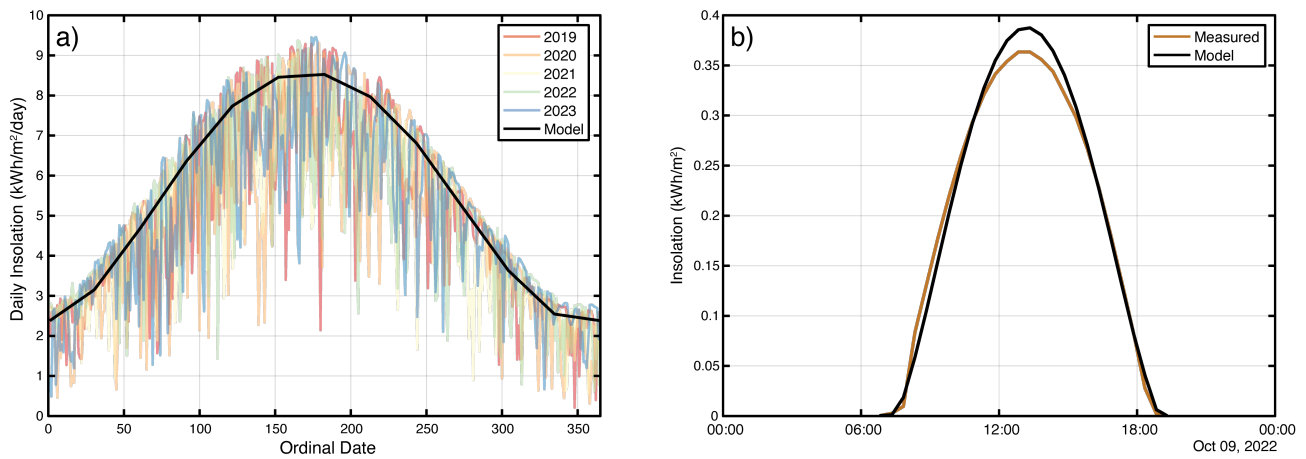 a)
10
9
8
7
6
5
4
3
2
1
0
Daily Insolation (kWh/m²/day)
0 50 100 150 200 250 300 350
Ordinal Date
2019
2020
2021
2022
2023
Model
b)
0.4
0.35
0.3
0.25
0.2
0.15
0.1
0.05
0
Insolation (kWh/m²)
00:00 06:00 12:00 18:00 00:00
Oct 09, 2022
Measured
Model